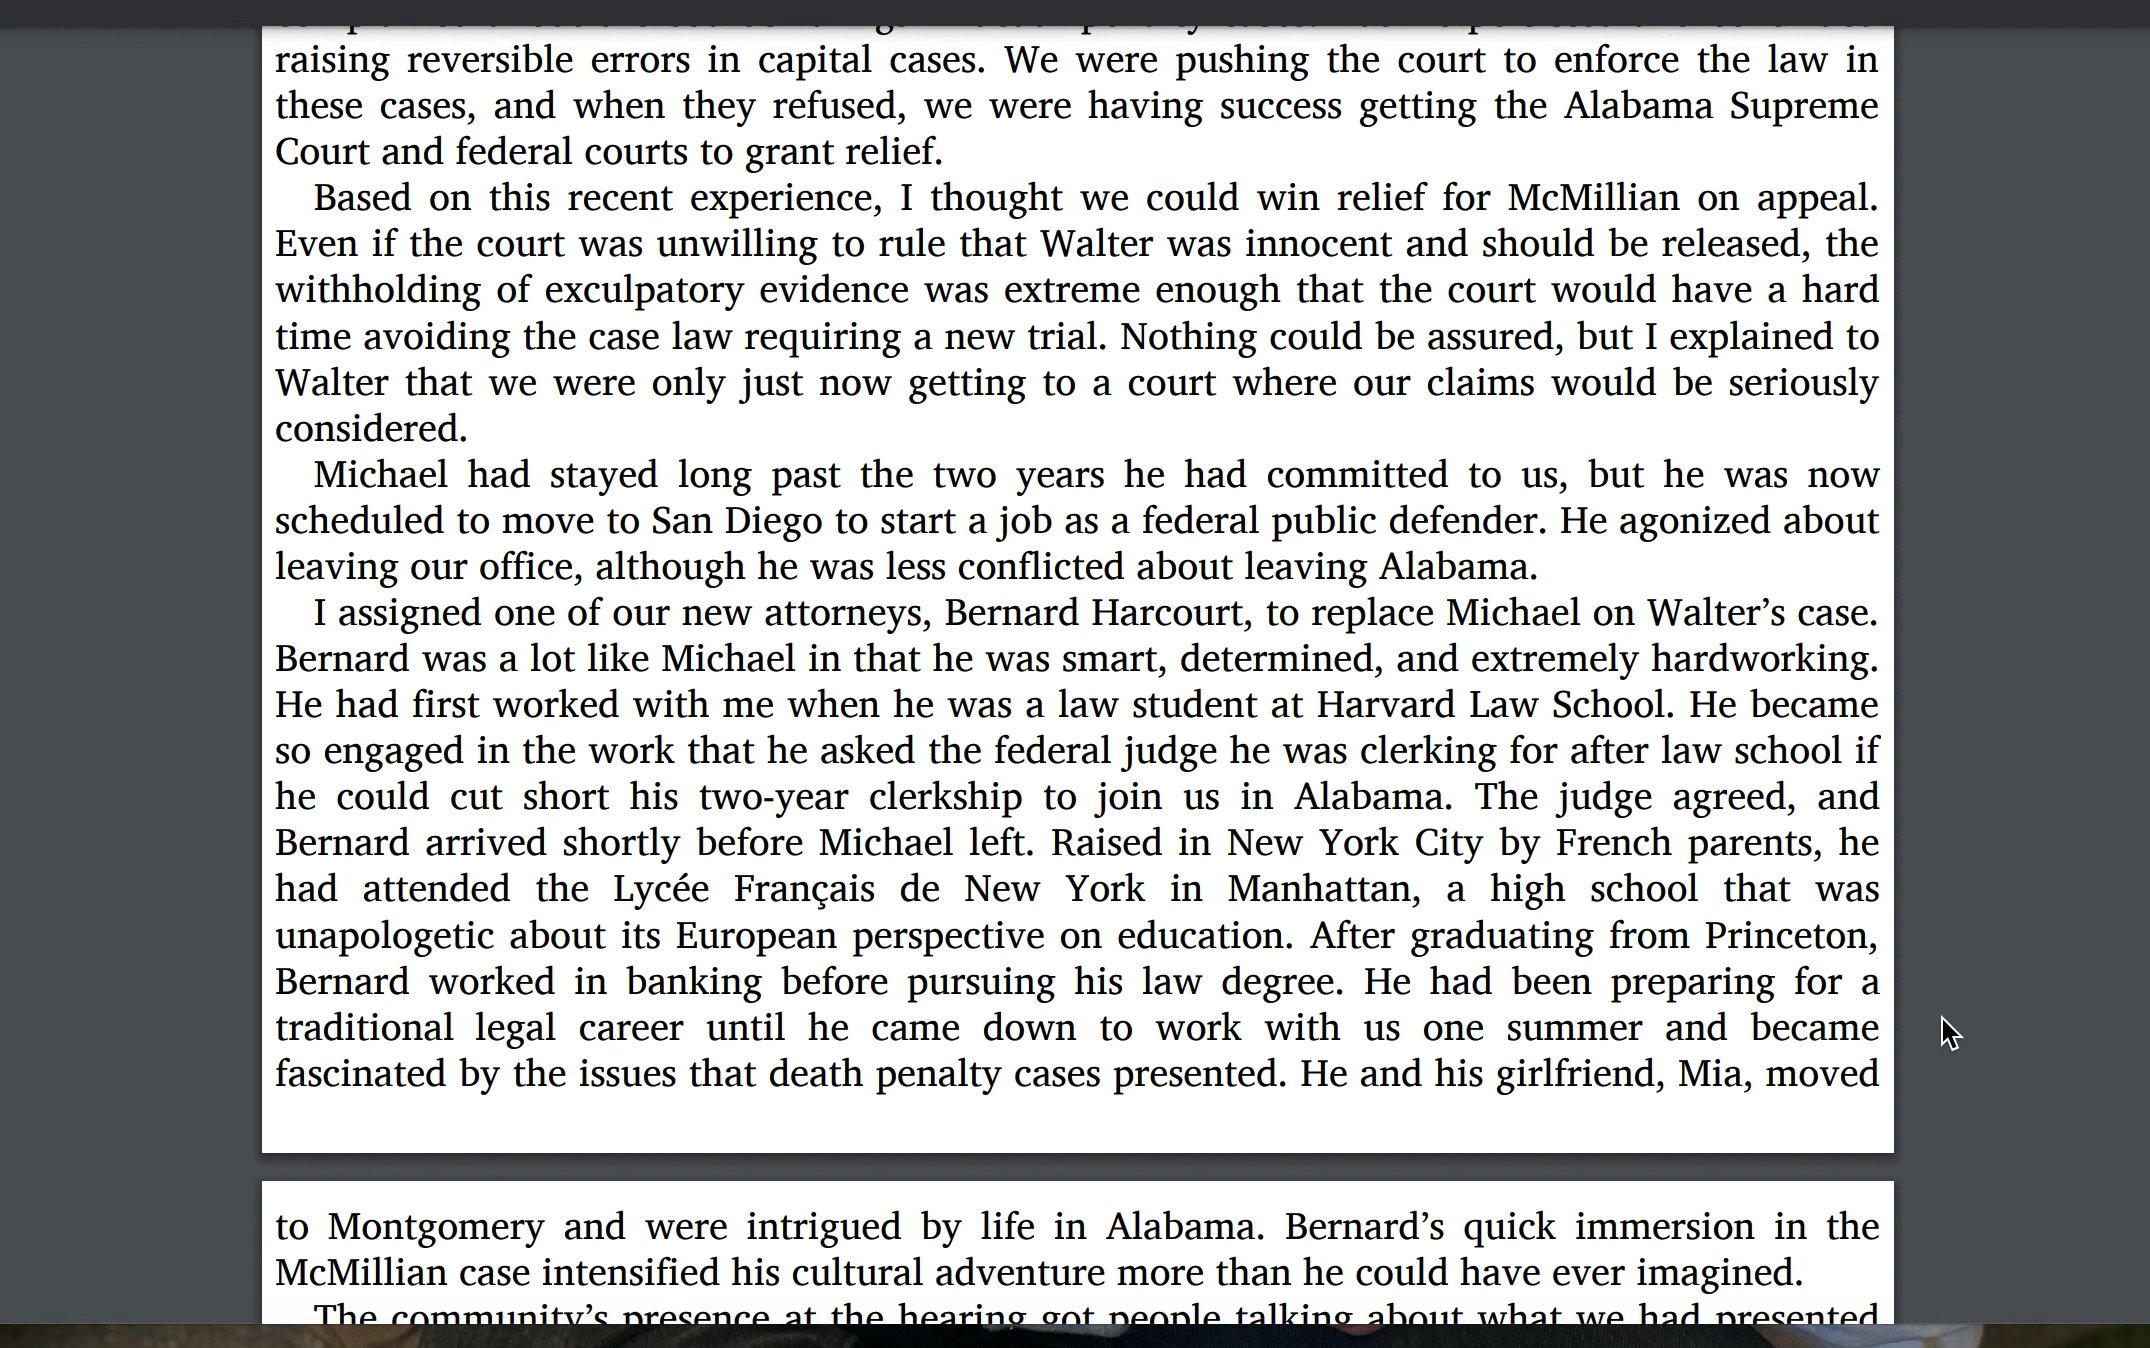 raising reversible errors in capital cases. We were pushing the court to enforce the law in
these cases, and when they refused, we were having success getting the Alabama Supreme
Court and federal courts to grant relief.
Based on this recent experience, I thought we could win relief for McMillian on appeal.
Even if the court was unwilling to rule that Walter was innocent and should be released, the
withholding of exculpatory evidence was extreme enough that the court would have a hard
time avoiding the case law requiring a new trial. Nothing could be assured, but I explained to
Walter that we were only just now getting to a court where our claims would be seriously
considered.
Michael had stayed long past the two years he had committed to us, but he was now
scheduled to move to San Diego to start a job as a federal public defender. He agonized about
leaving our office, although he was less conflicted about leaving Alabama.
I assigned one of our new attorneys, Bernard Harcourt, to replace Michael on Walter’s case.
Bernard was a lot like Michael in that he was smart, determined, and extremely hardworking.
He had first worked with me when he was a law student at Harvard Law School. He became
so engaged in the work that he asked the federal judge he was clerking for after law school if
he could cut short his two-year clerkship to join us in Alabama. The judge agreed, and
Bernard arrived shortly before Michael left. Raised in New York City by French parents, he
had attended the Lycée Français de New York in Manhattan, a high school that was
unapologetic about its European perspective on education. After graduating from Princeton,
Bernard worked in banking before pursuing his law degree. He had been preparing for a
traditional legal career until he came down to work with us one summer and became
fascinated by the issues that death penalty cases presented. He and his girlfriend, Mia, moved
to Montgomery and were intrigued by life in Alabama. Bernard’s quick immersion in the
McMillian case intensified his cultural adventure more than he could have ever imagined.
The community’s presence at the hearing got people talking about what we had presented